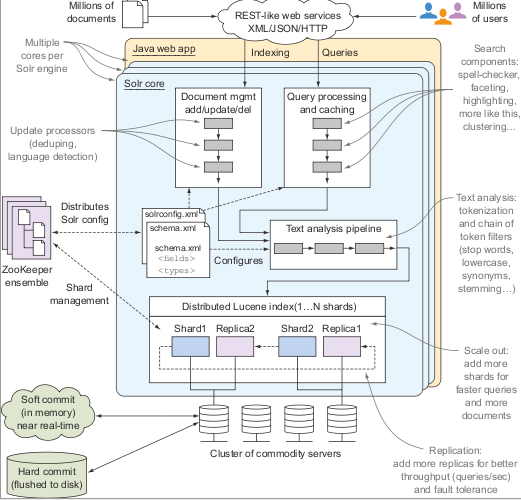 Millions of
documents
REST-like web services
XML/JSON/HTTP
Millions
of users
Multiple
cores per
Solr engine
Java web app
Indexing
Queries
Search
components:
spell-checker,
faceting,
highlighting,
more like this,
clustering...
Solr core
Document mgmt
add/update/del
Query processing
and caching
Update processors
(deduping,
language detection)
Distributes
Solr config
solrconfig.xml
schema.xml
schema.xml
<fields>
<types>
Text analysis pipeline
Configures
Text analysis:
tokenization
and chain of
token filters
(stop words,
lowercase,
synonyms,
stemming...)
ZooKeeper
ensemble
Shard
management
Distributed Lucene index(1...N shards)
Shard1
Replica2
Shard2
Replica1
Scale out:
add more
shards for
faster queries
and more
documents
Soft commit
(in memory)
near real-time
Cluster of commodity servers
Hard commit
(flushed to disk)
Replication:
add more replicas for better
throughput (queries/sec)
and fault tolerance